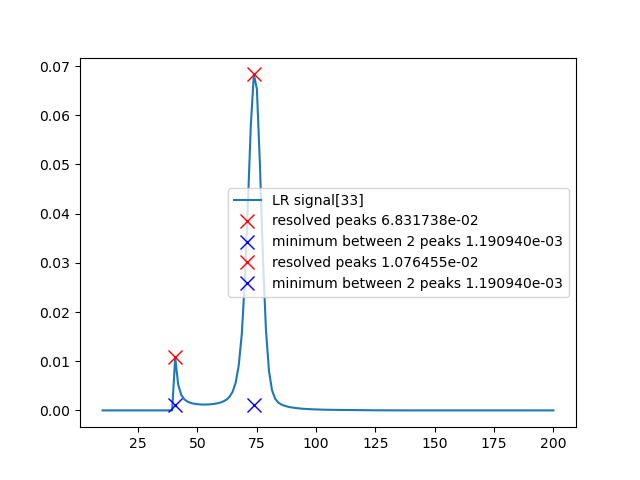 0.07
0.06
0.05
0.04
0.03
0.02
0.01
0.00
LR signal[33]
resolved peaks 6.831738e-02
minimum between 2 peaks 1.190940e-03
resolved peaks 1.076455e-02
minimum between 2 peaks 1.190940e-03
25 50 75 100 125 150 175 200